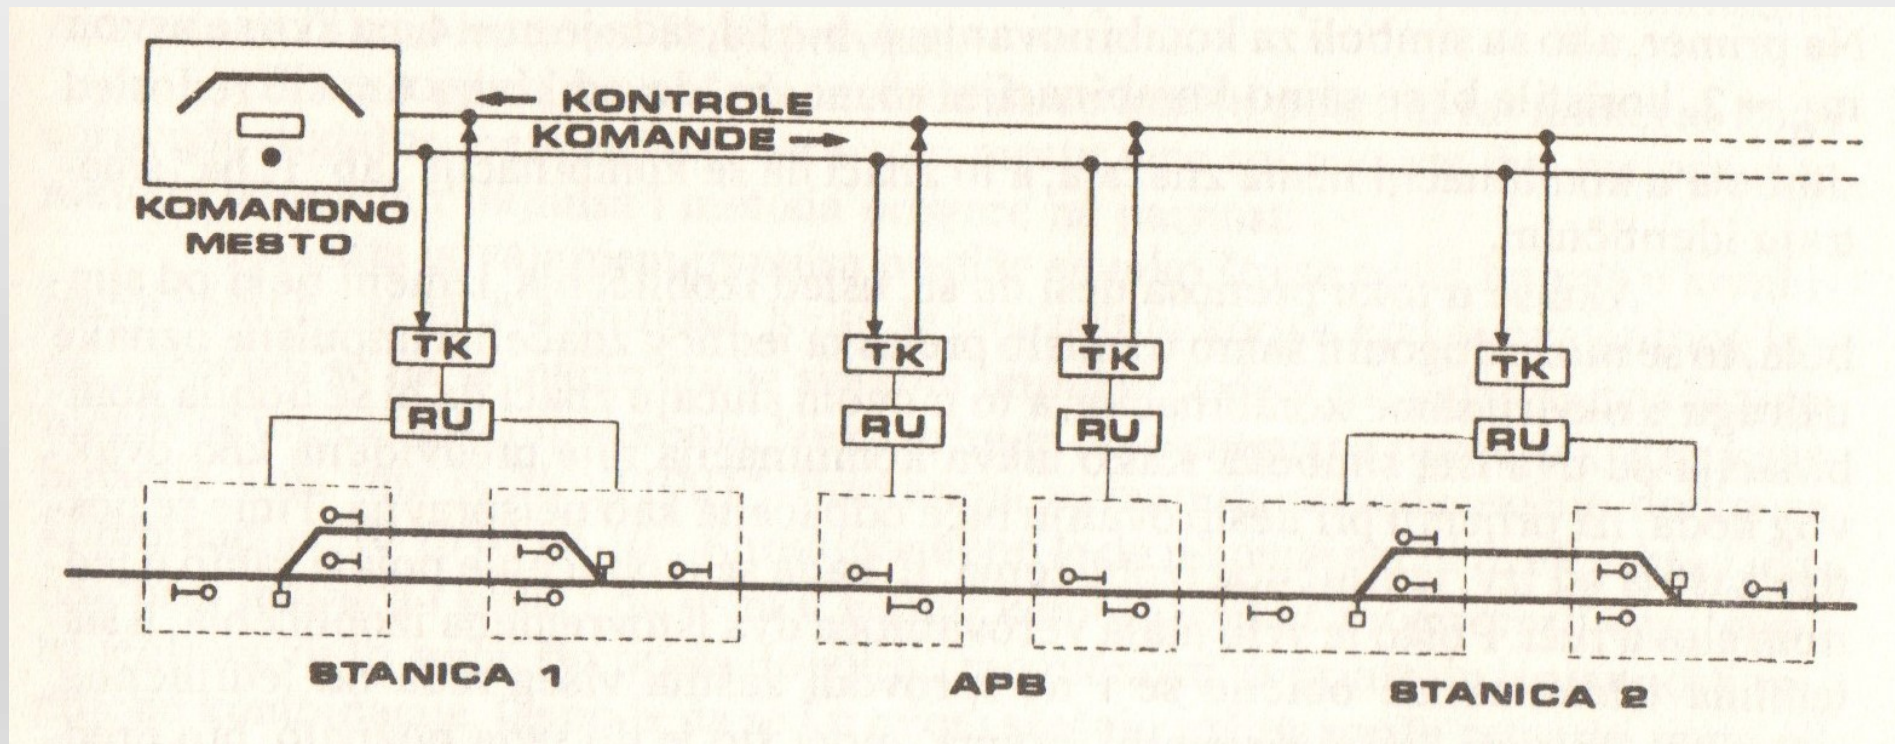 KONTROLE
KOMANDE
KOMANDNO
MESTO
TK TK TK TK
RU RU RU RU
STANICA 1 APB STANICA 2